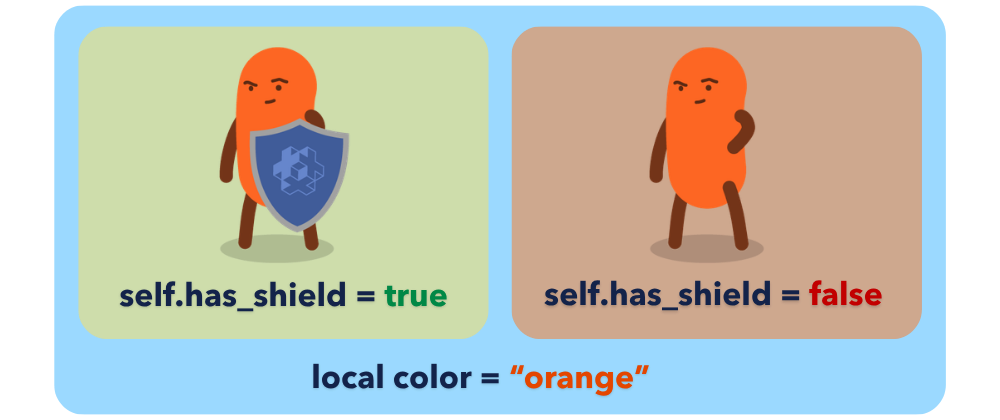 self.has_shield = true
self.has_shield = false
local color = “orange”